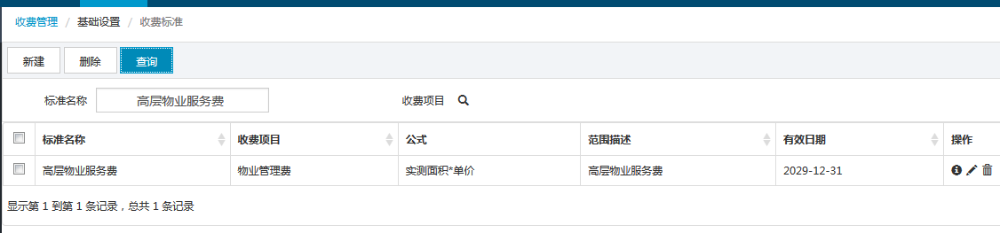 收费管理 / 基础设置 / 收费标准
新建 删除 查询
标准名称 高层物业服务费 收费项目
标准名称 收费项目 公式 范围描述 有效日期 操作
高层物业服务费 物业管理费 实测面积*单价 高层物业服务费 2029-12-31
显示第 1 到第 1 条记录，总共 1 条记录